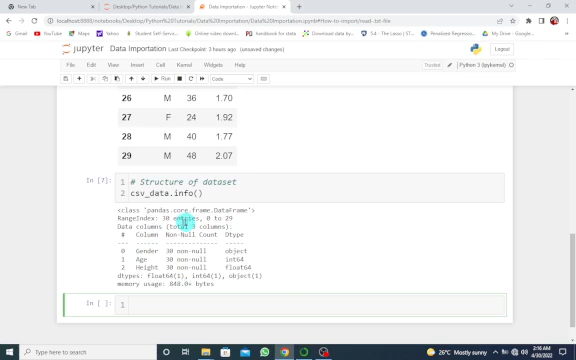 New Tab
Desktop/Python Tutorials/Data I
Data Importation - Jupyter Note
localhost:8888/notebooks/Desktop/Python%20Tutorials/Data%20Importation/Data%20Importation.ipynb#How-to-import/read-.txt-file
Gmail YouTube Maps Yahoo! Student Self Service Online video downl handbook for data Download data by S4 - The Lasso | ST Penalized Regression
jupyter Data Importation Last Checkpoint: 3 hours ago (unsaved changes) Logout
File Edit View Insert Cell Kernel Widgets Help Trusted Python 3 (ipykernel)
Run Code
26 M 36 1.70
27 F 24 1.92
28 M 40 1.77
29 M 48 2.07
In [7]:
1 # Structure of dataset
2 csv_data.info()
<class 'pandas.core.frame.DataFrame'>
RangeIndex: 30 entries, 0 to 29
Data columns (total 3 columns):
# Column Non-Null Count Dtype
--- ------ -------------- -----
0 Gender 30 non-null object
1 Age 30 non-null int64
2 Height 30 non-null float64
dtypes: float64(1), int64(1), object(1)
memory usage: 848.0+ bytes
In [ ]:
1
Type here to search
26°C Mostly sunny
2:16 AM
4/30/2022